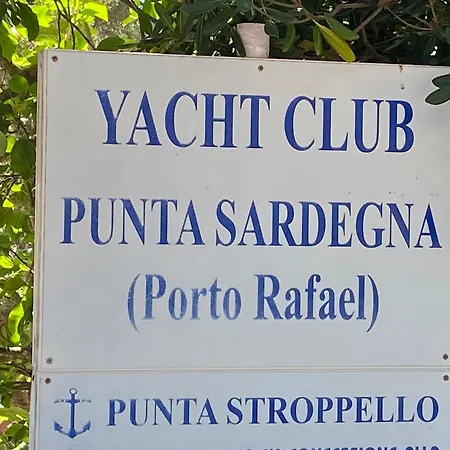 YACHT CLUB
PUNTA SARDEGNA
(Porto Rafael)
PUNTA STROPPELLO